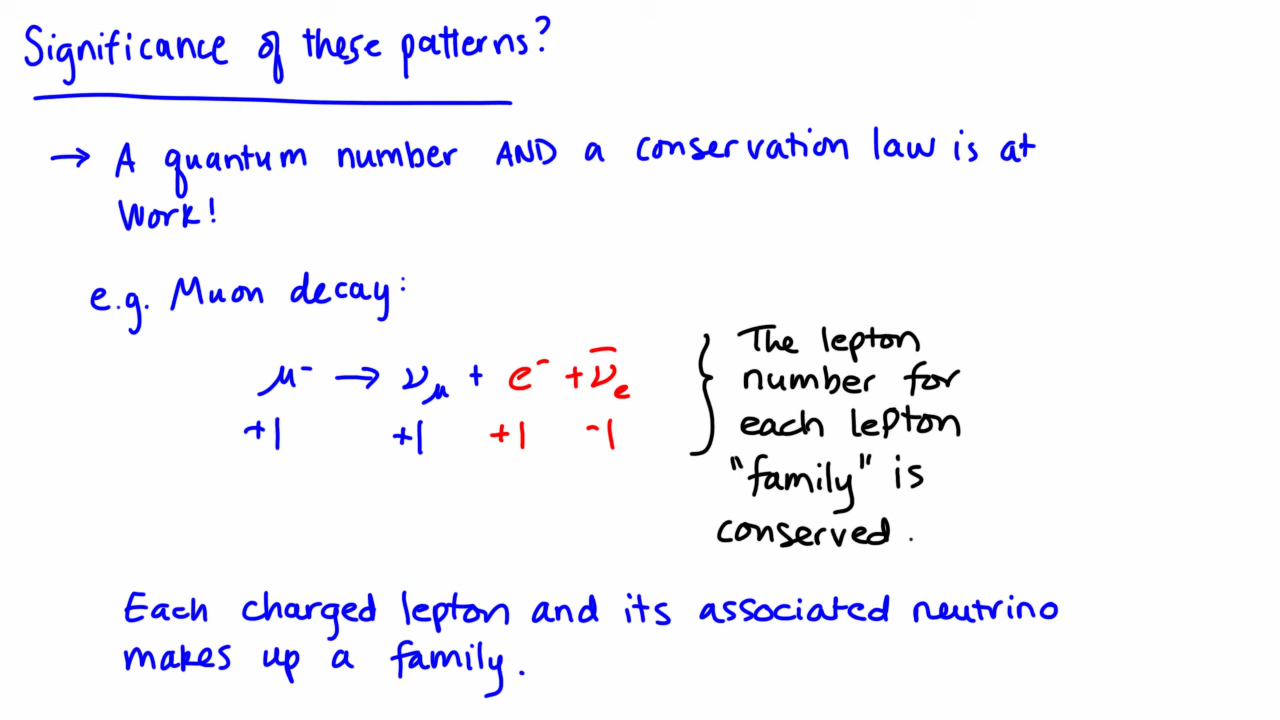 Significance of these patterns?
→ A quantum number AND a conservation law is at
work!
e.g. Muon decay:
μ⁻ → ν_μ + e⁻ + ν̄_e
+1 +1 +1 -1
} The lepton
number for
each lepton
"family" is
conserved.
Each charged lepton and its associated neutrino
makes up a family.